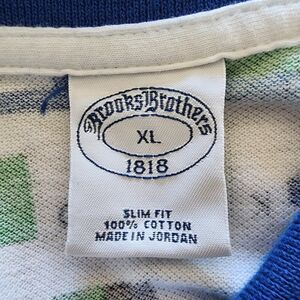 Brooks Brothers
XL
1818
SLIM FIT
100% COTTON
MADE IN JORDAN